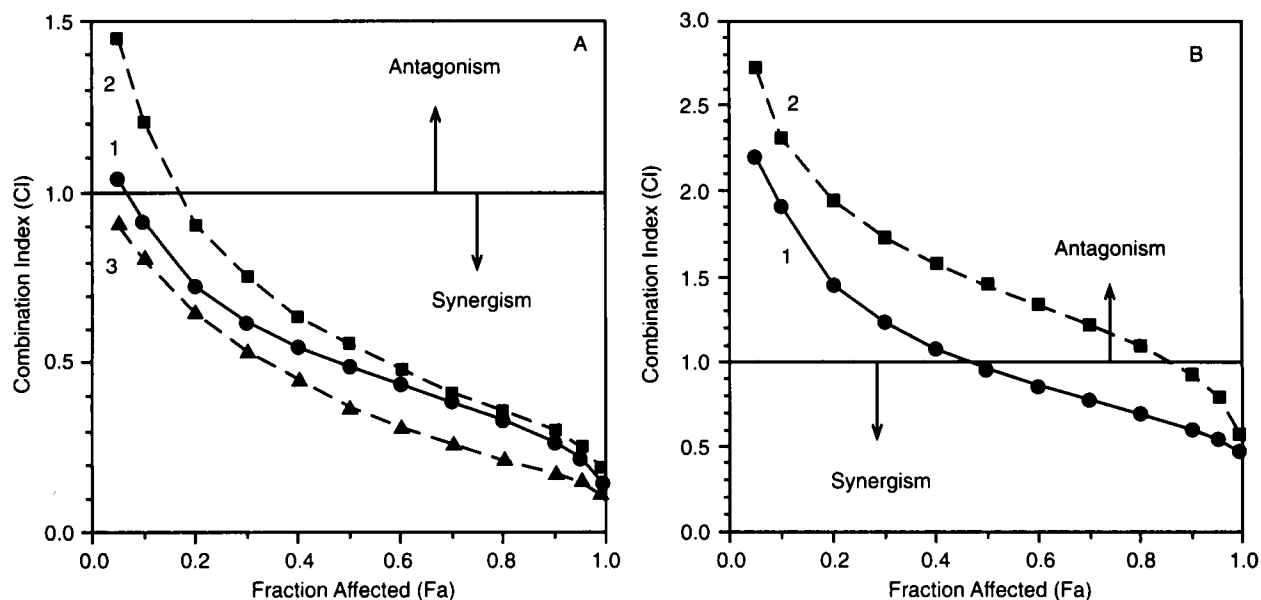 A
Combination Index (CI)
1.5
1.0
0.5
0.0
2
1
3
Antagonism
Synergism
0.0 0.2 0.4 0.6 0.8 1.0
Fraction Affected (Fa)
B
Combination Index (CI)
3.0
2.5
2.0
1.5
1.0
0.5
0.0
2
1
Antagonism
Synergism
0.0 0.2 0.4 0.6 0.8 1.0
Fraction Affected (Fa)